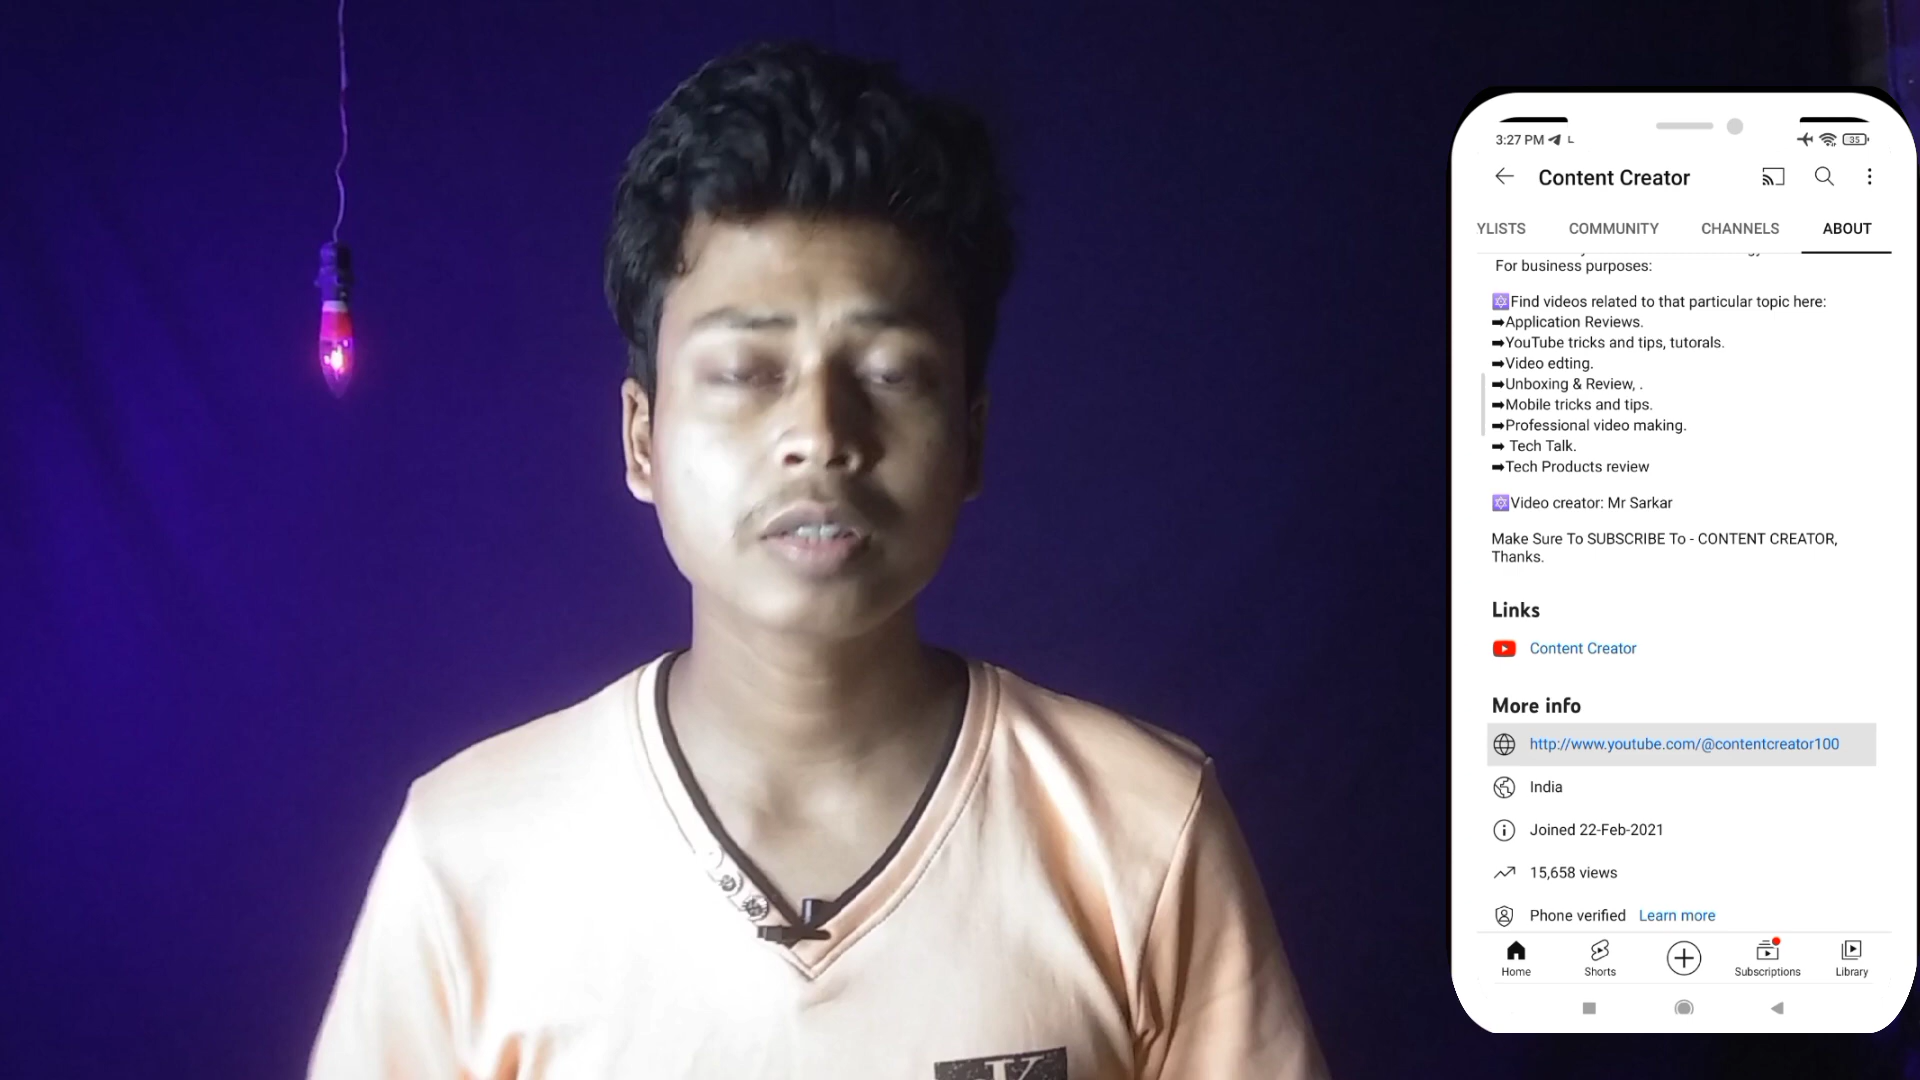 3:27 PM
35
Content Creator
YLISTS COMMUNITY CHANNELS ABOUT
For business purposes:
Find videos related to that particular topic here:
➡Application Reviews.
➡YouTube tricks and tips, tutorals.
➡Video edting.
➡Unboxing & Review, .
➡Mobile tricks and tips.
➡Professional video making.
➡ Tech Talk.
➡Tech Products review
Video creator: Mr Sarkar
Make Sure To SUBSCRIBE To - CONTENT CREATOR,
Thanks.
Links
Content Creator
More info
http://www.youtube.com/@contentcreator100
India
Joined 22-Feb-2021
15,658 views
Phone verified Learn more
Home Shorts Subscriptions Library